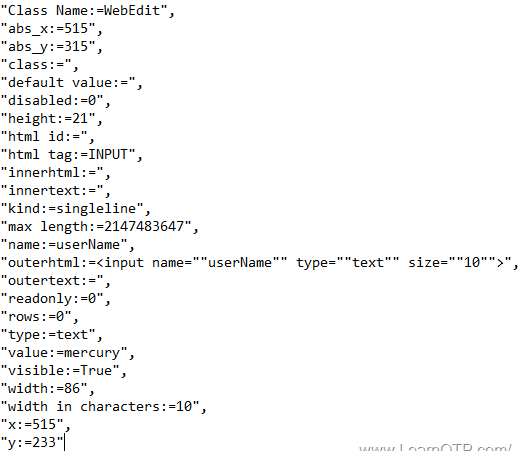 "Class Name:=WebEdit",
"abs_x:=515",
"abs_y:=315",
"class:=",
"default value:=",
"disabled:=0",
"height:=21",
"html id:=",
"html tag:=INPUT",
"innerhtml:=",
"innertext:=",
"kind:=singleline",
"max length:=2147483647",
"name:=userName",
"outerhtml:=<input name=""userName"" type=""text"" size=""10"">",
"outertext:=",
"readonly:=0",
"rows:=0",
"type:=text",
"value:=mercury",
"visible:=True",
"width:=86",
"width in characters:=10",
"x:=515",
"y:=233"
www.LearnQTP.com/